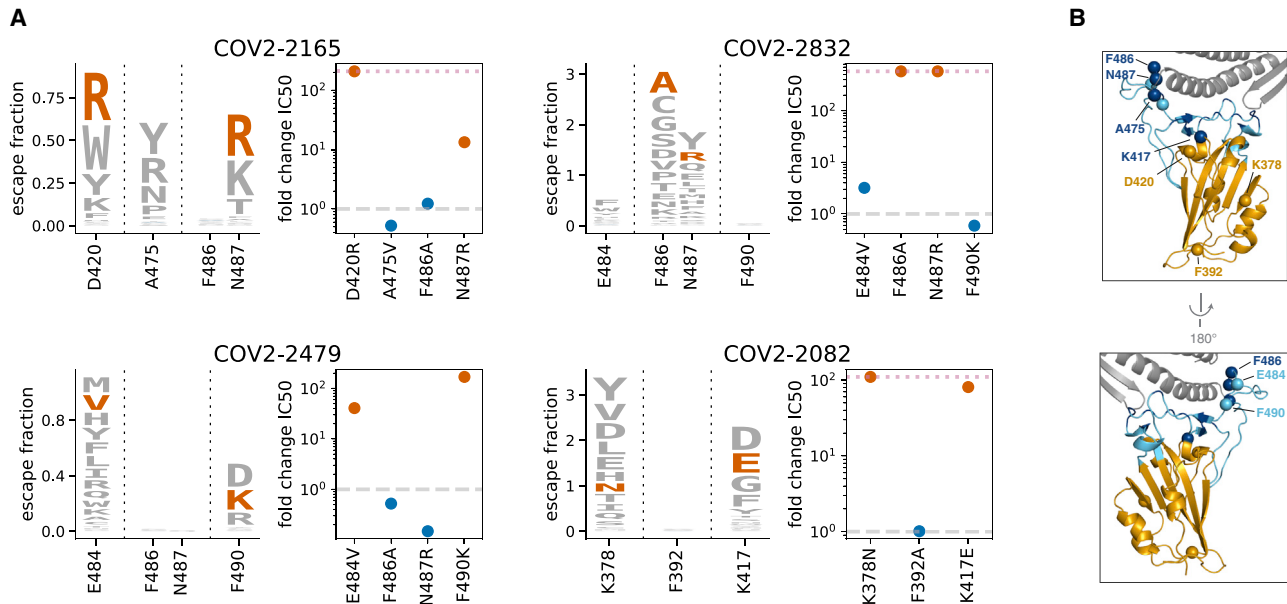 A
B
COV2-2165
COV2-2832
escape fraction
0.75
0.50
0.25
0.00
R
W
Y
K
F
Y
R
N
P
E
R
K
T
D420
A475
F486
N487
fold change IC50
10²
10¹
10⁰
D420R
A475V
F486A
N487R
escape fraction
3
2
1
0
F
W
A
C
G
S
D
V
P
T
E
N
K
Y
R
Q
E
L
E484
F486
N487
F490
fold change IC50
10²
10¹
10⁰
E484V
F486A
N487R
F490K
COV2-2479
COV2-2082
escape fraction
0.8
0.4
0.0
M
V
H
Y
F
L
I
R
Q
W
K
A
D
K
R
E484
F486
N487
F490
fold change IC50
10²
10¹
10⁰
E484V
F486A
N487R
F490K
escape fraction
3
2
1
0
Y
V
D
L
E
H
N
I
T
Q
S
D
E
G
F
Y
K378
F392
K417
fold change IC50
10²
10¹
10⁰
K378N
F392A
K417E
F486
N487
A475
K417
D420
K378
F392
180°
F486
E484
F490